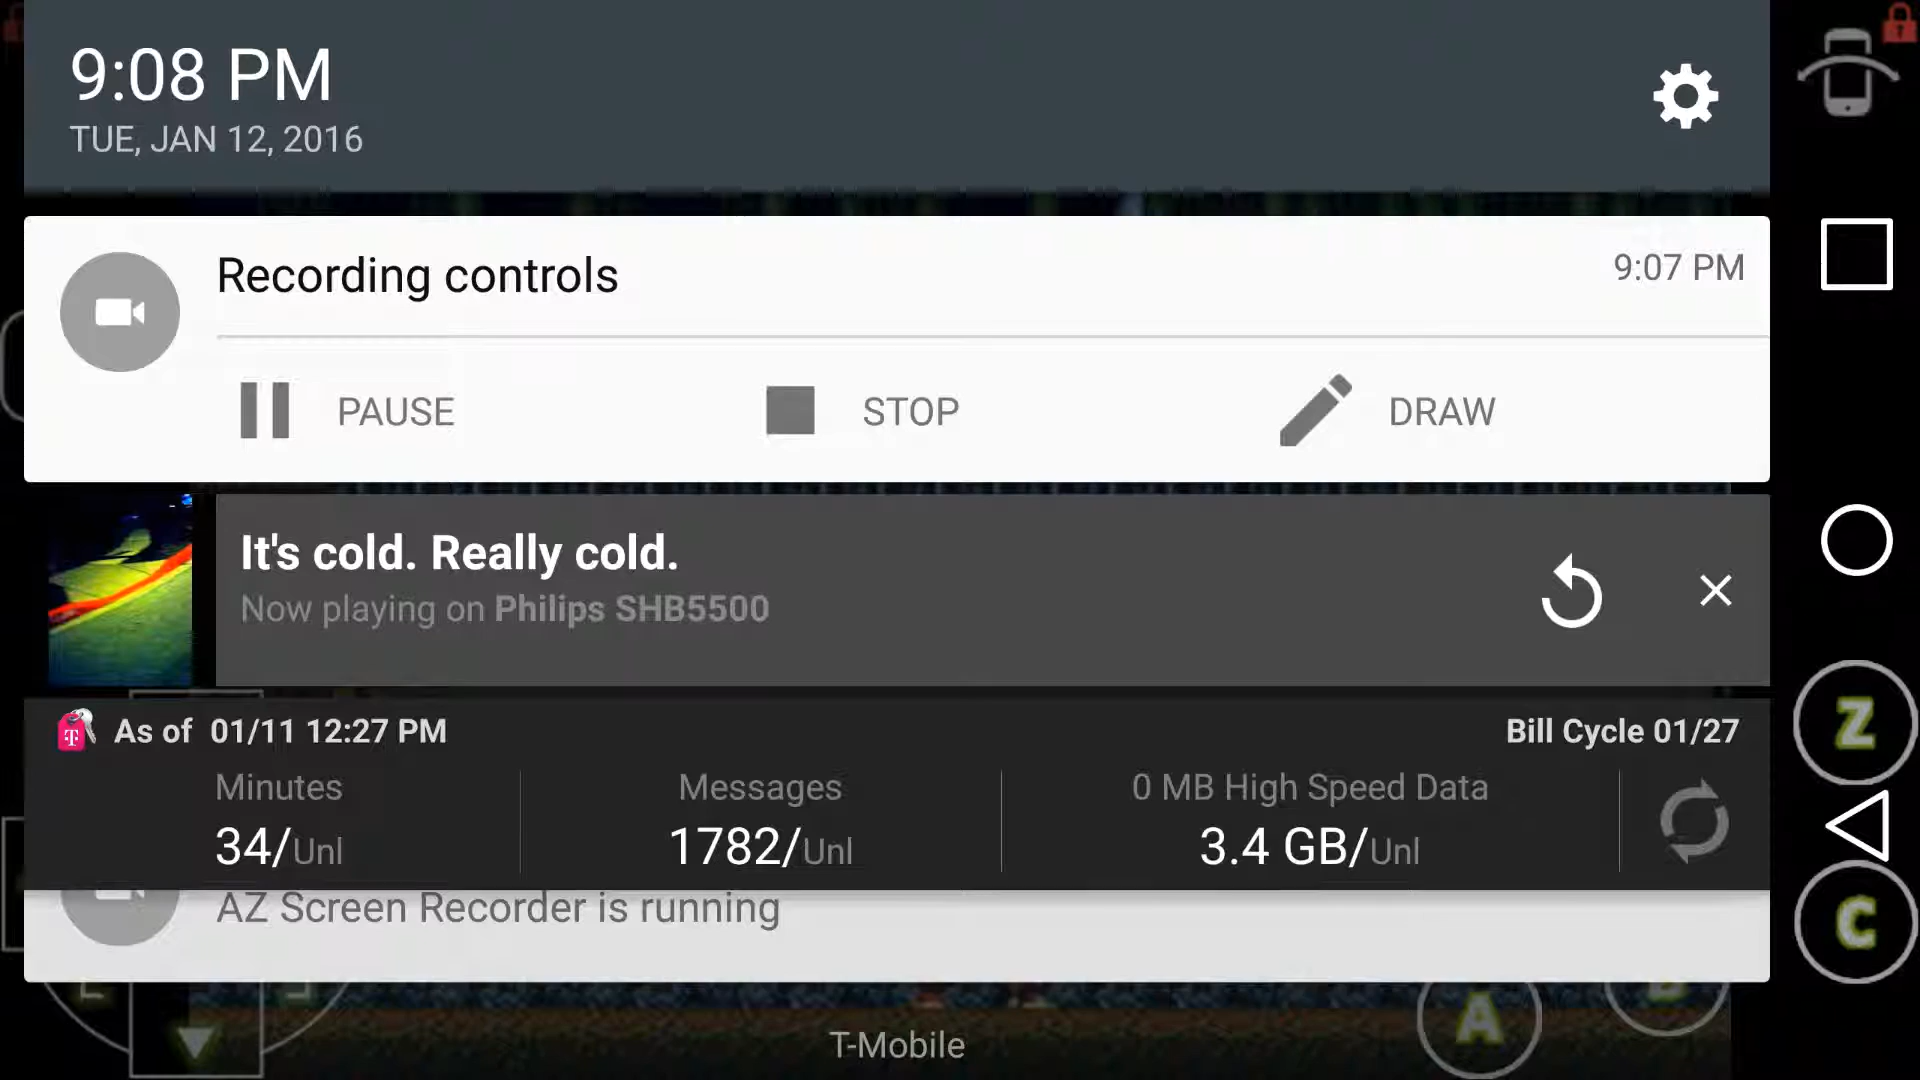 9:08 PM
TUE, JAN 12, 2016
Recording controls
9:07 PM
PAUSE
STOP
DRAW
It's cold. Really cold.
Now playing on Philips SHB5500
T As of 01/11 12:27 PM
Bill Cycle 01/27
Minutes
Messages
0 MB High Speed Data
34/Unl
1782/Unl
3.4 GB/Unl
AZ Screen Recorder is running
T-Mobile
Z
C
A